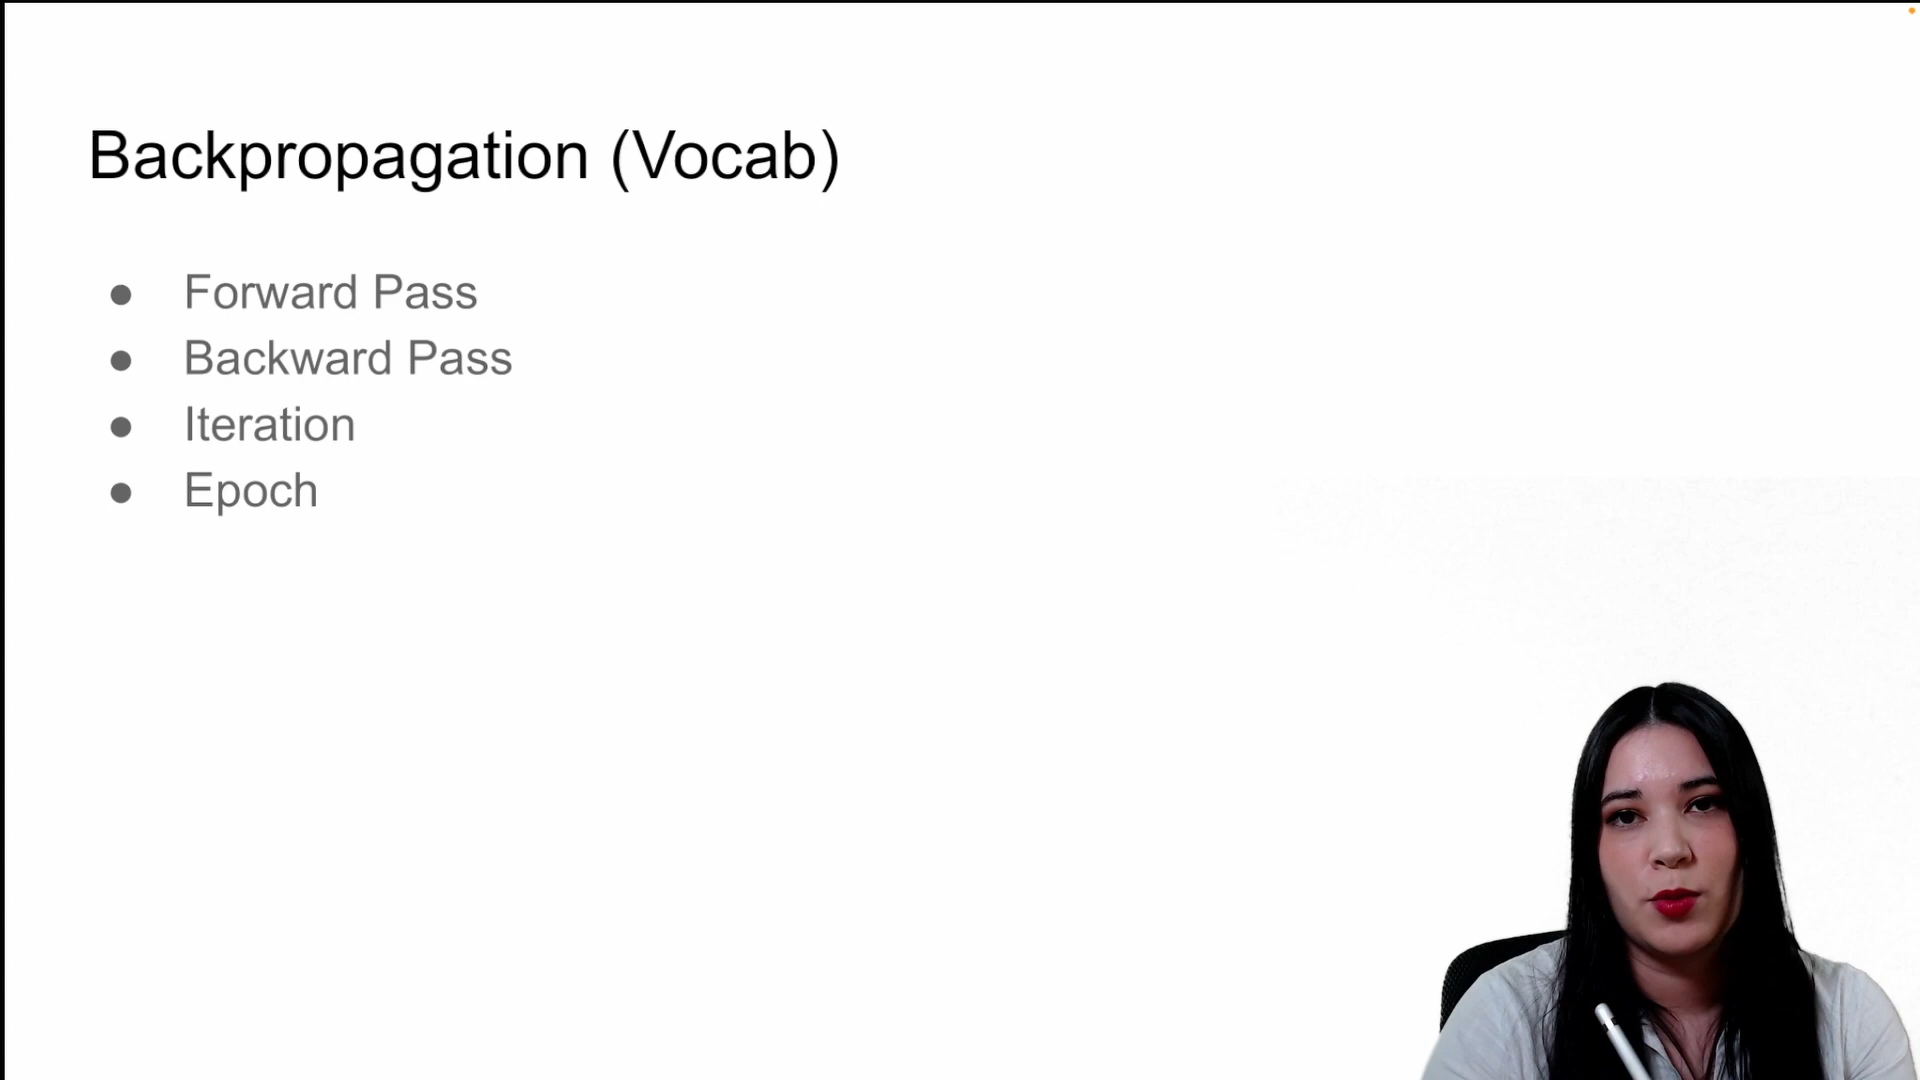 Backpropagation (Vocab)
● Forward Pass
● Backward Pass
● Iteration
● Epoch